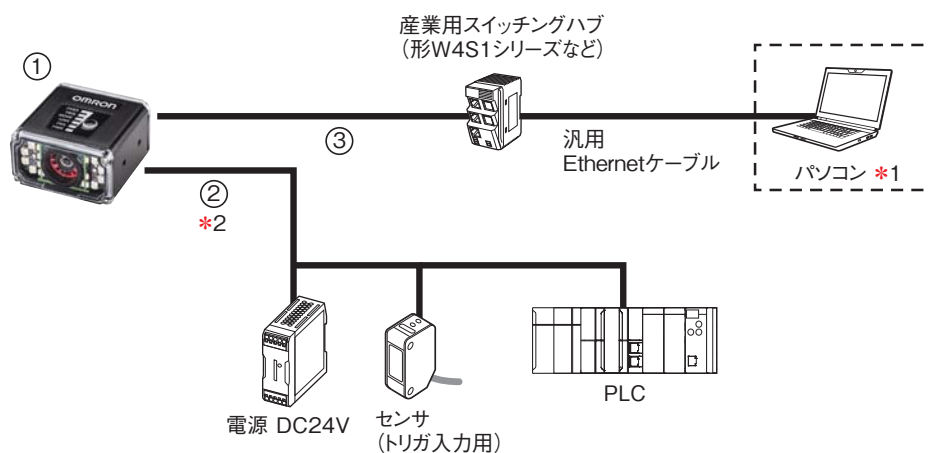 産業用スイッチングハブ
（形W4S1シリーズなど）
①
OMRON
③
汎用
Ethernetケーブル
パソコン *1
②
*2
電源 DC24V
センサ
（トリガ入力用）
PLC